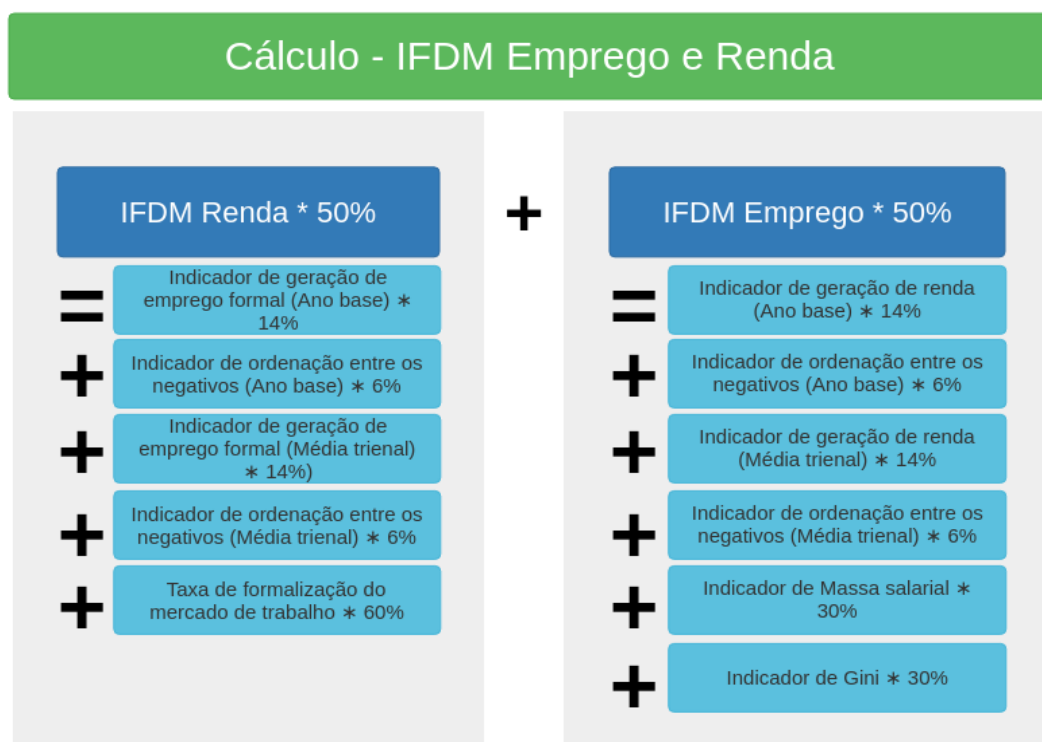 Cálculo - IFDM Emprego e Renda
IFDM Renda * 50%
=
Indicador de geração de
emprego formal (Ano base) ∗
14%
+
Indicador de ordenação entre os
negativos (Ano base) ∗ 6%
+
Indicador de geração de
emprego formal (Média trienal)
∗ 14%)
+
Indicador de ordenação entre os
negativos (Média trienal) ∗ 6%
+
Taxa de formalização do
mercado de trabalho ∗ 60%
+
IFDM Emprego * 50%
=
Indicador de geração de renda
(Ano base) ∗ 14%
+
Indicador de ordenação entre os
negativos (Ano base) ∗ 6%
+
Indicador de geração de renda
(Média trienal) ∗ 14%
+
Indicador de ordenação entre os
negativos (Média trienal) ∗ 6%
+
Indicador de Massa salarial ∗
30%
+
Indicador de Gini ∗ 30%